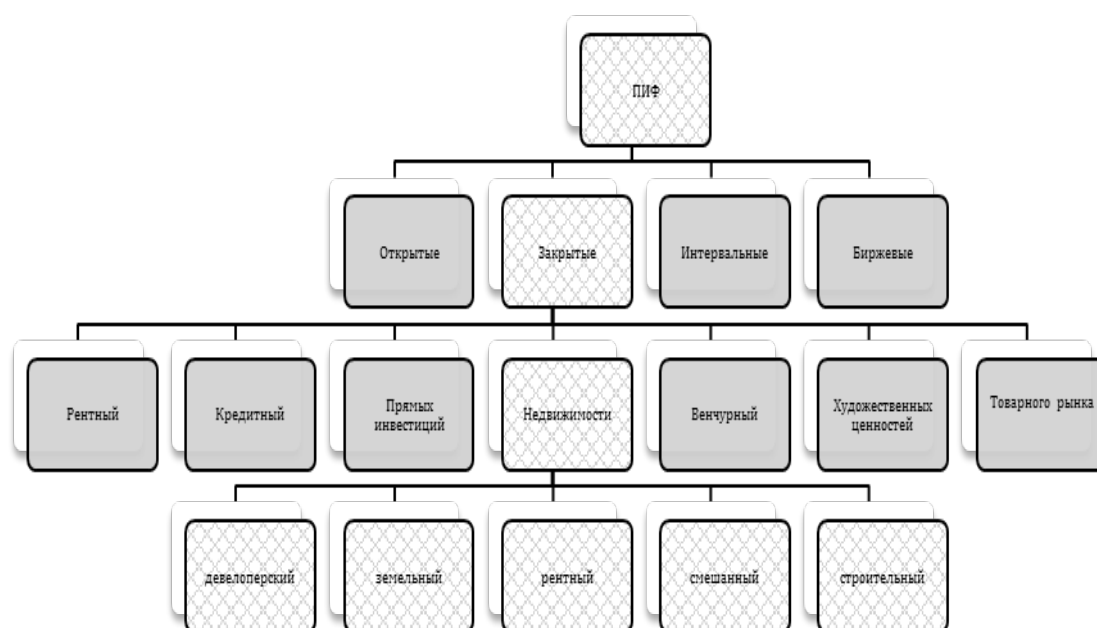 ПИФ
Открытые
Закрытые
Интервальные
Биржевые
Рентный
Кредитный
Прямых
инвестиций
Недвижимости
Венчурный
Художественных
ценностей
Товарного рынка
девелоперский
земельный
рентный
смешанный
строительный